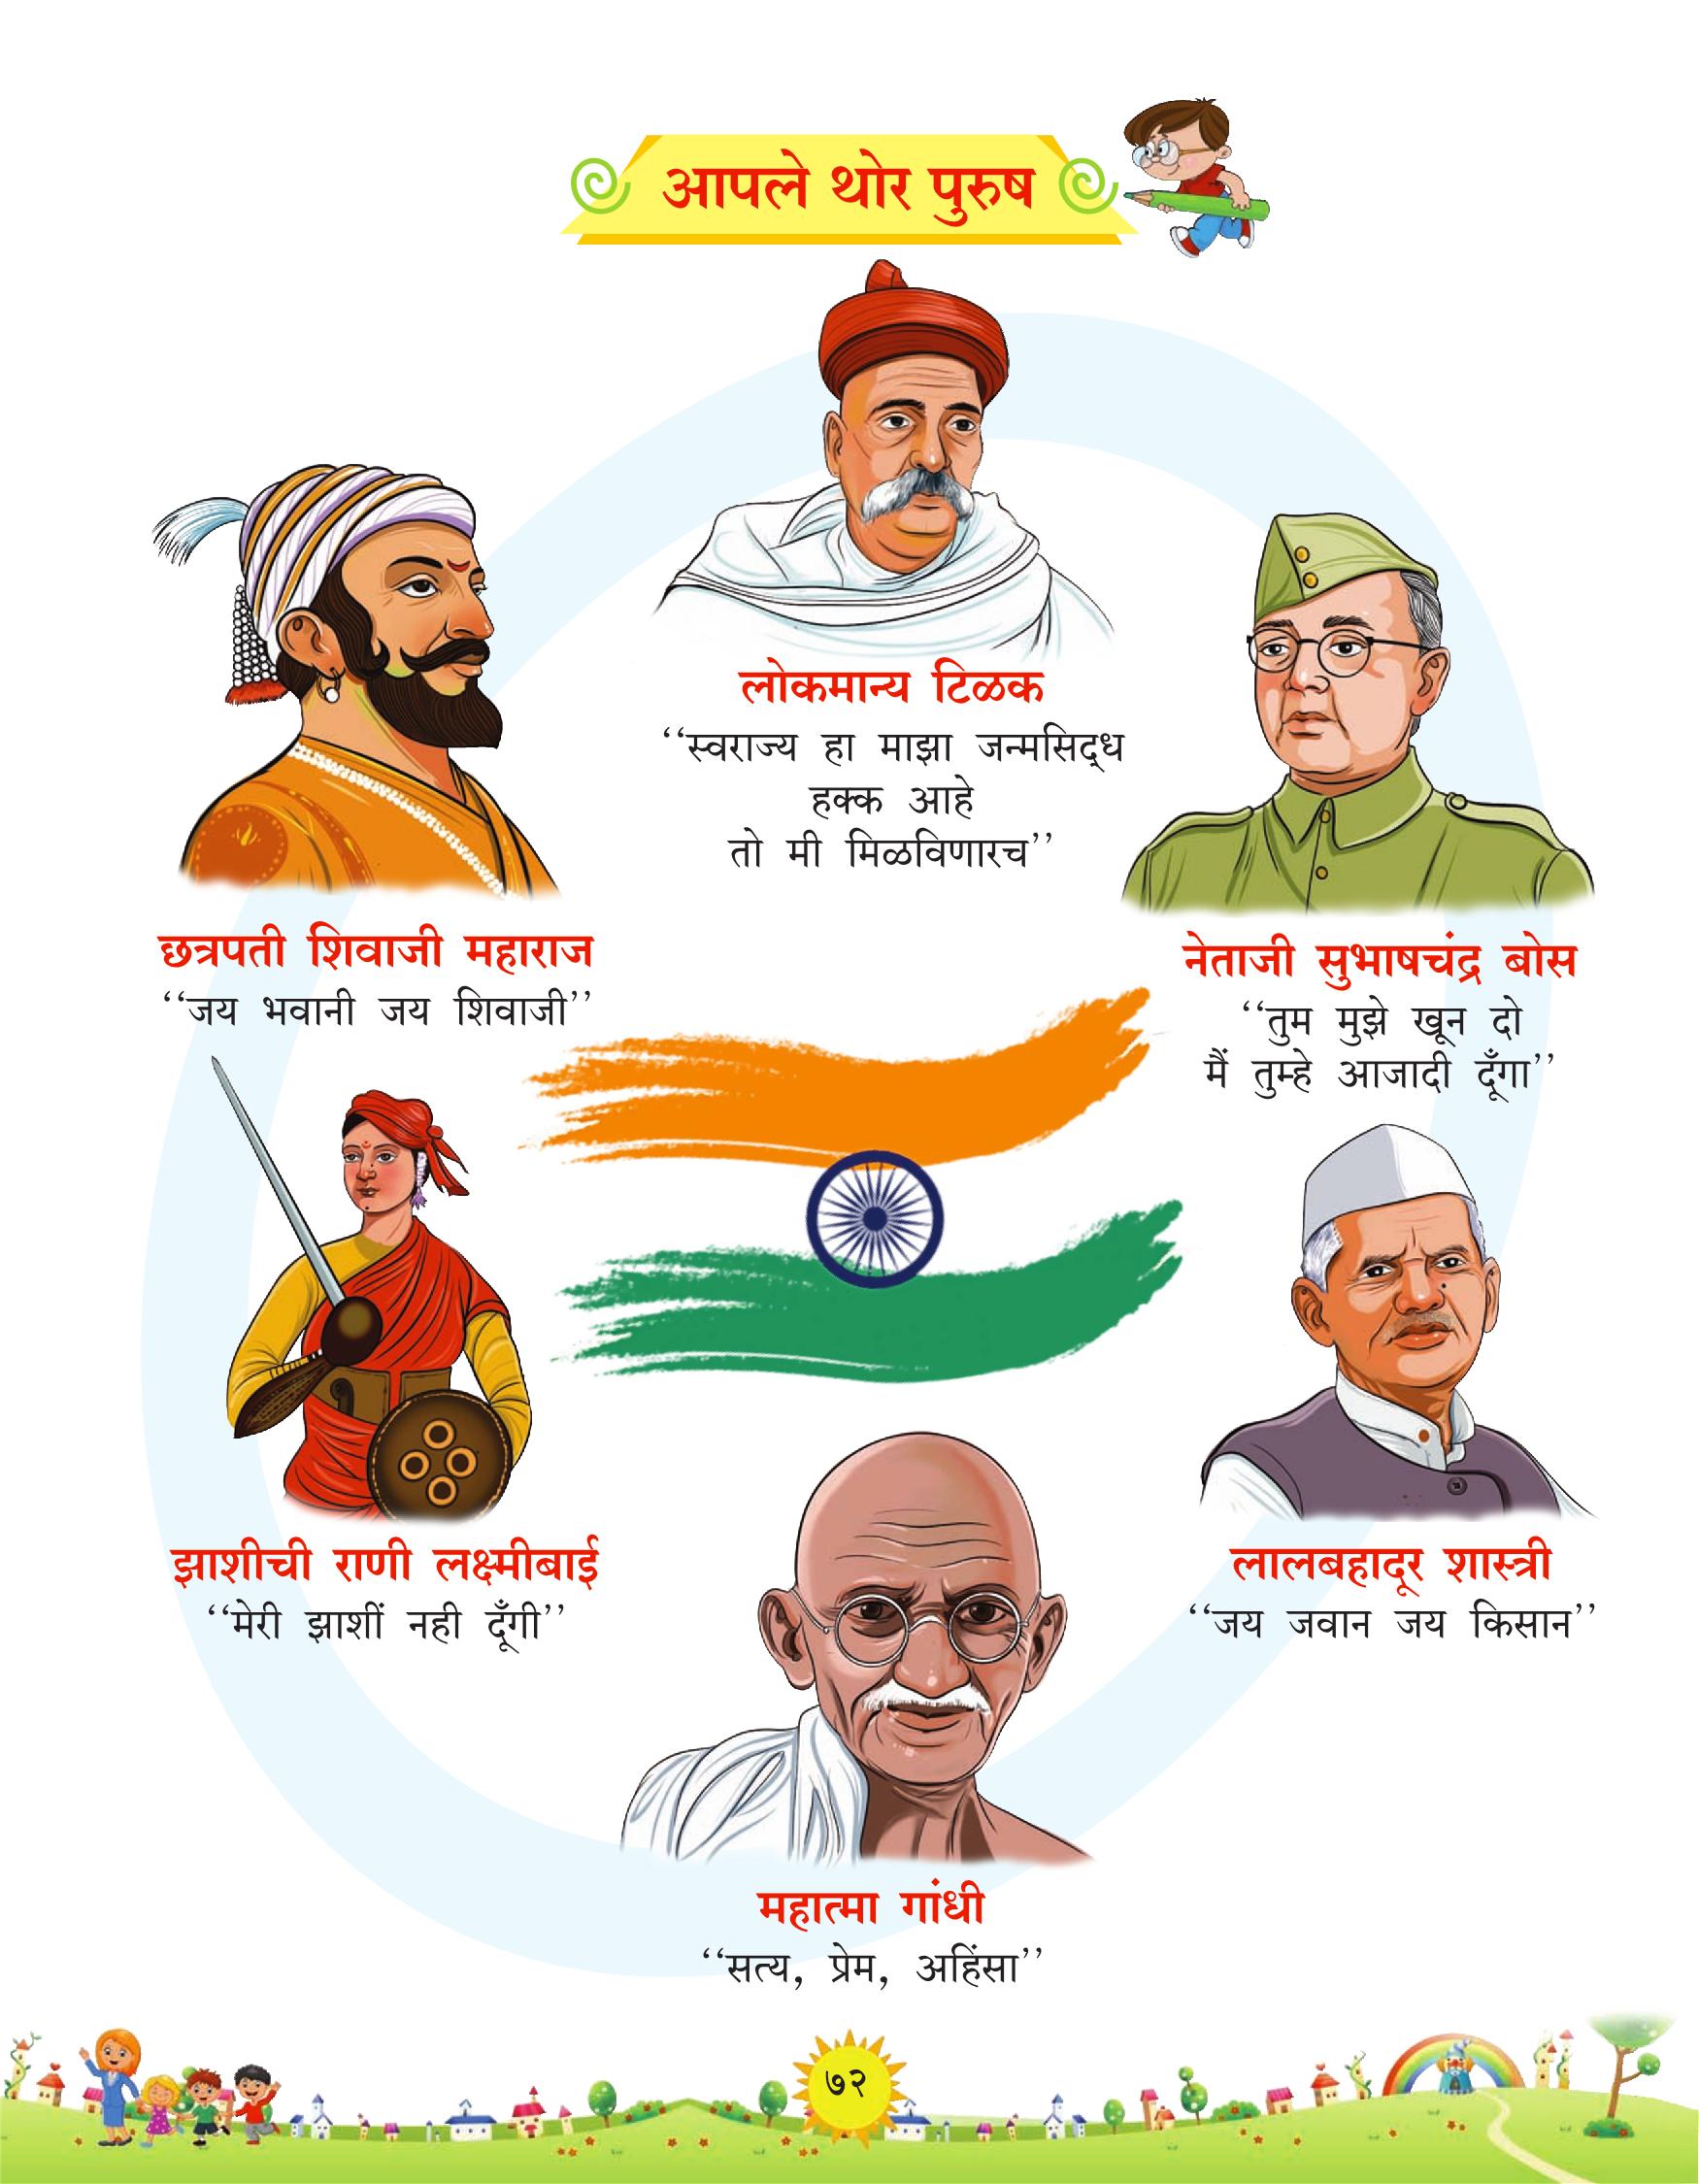 आपले थोर पुरुष
लोकमान्य टिळक
‘‘स्वराज्य हा माझा जन्मसिद्ध
हक्क आहे
तो मी मिळविणारच’’
छत्रपती शिवाजी महाराज
‘‘जय भवानी जय शिवाजी’’
नेताजी सुभाषचंद्र बोस
‘‘तुम मुझे खून दो
मैं तुम्हे आजादी दूँगा’’
झाशीची राणी लक्ष्मीबाई
‘‘मेरी झाशीं नही दूँगी’’
लालबहादूर शास्त्री
‘‘जय जवान जय किसान’’
महात्मा गांधी
‘‘सत्य, प्रेम, अहिंसा’’
७२